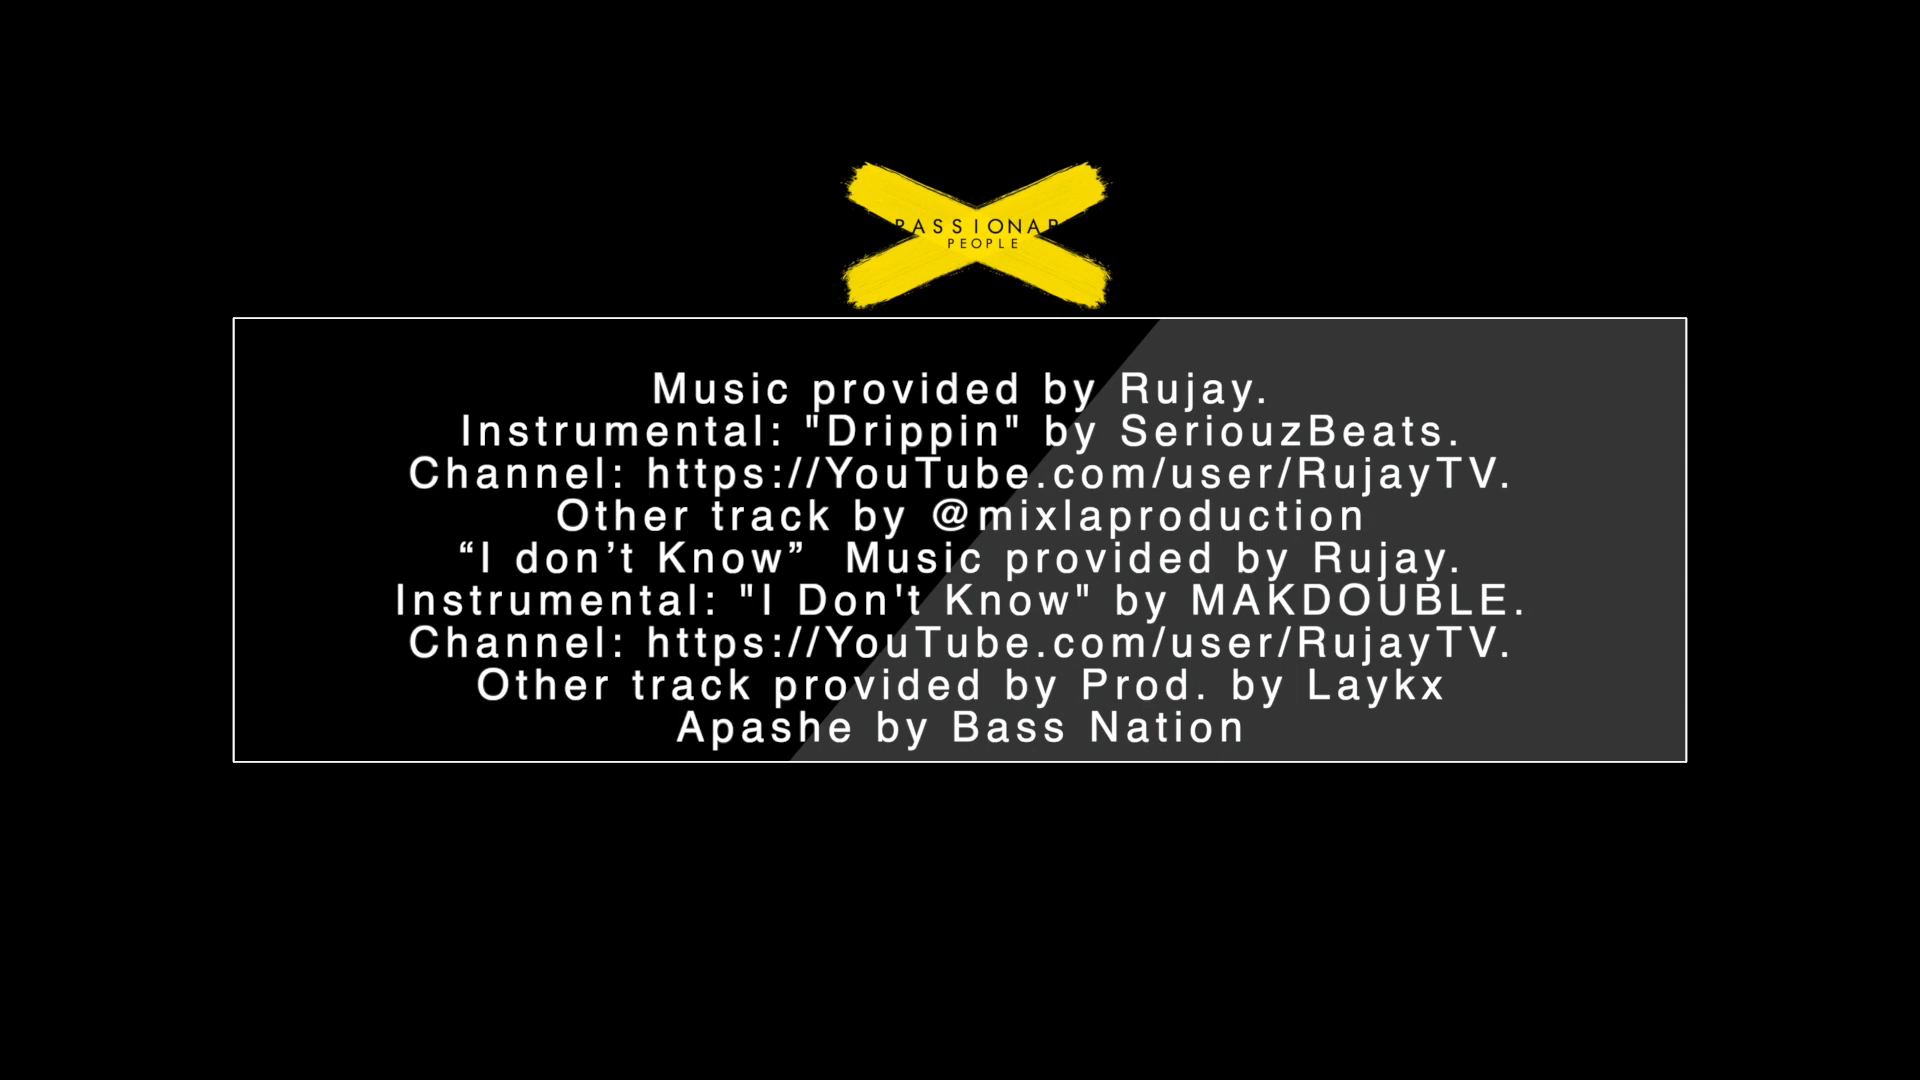 PASSIONAR
PEOPLE
Music provided by Rujay.
Instrumental: "Drippin" by SeriouzBeats.
Channel: https://YouTube.com/user/RujayTV.
Other track by @mixlaproduction
“I don’t Know”  Music provided by Rujay.
Instrumental: "I Don't Know" by MAKDOUBLE.
Channel: https://YouTube.com/user/RujayTV.
Other track provided by Prod. by Laykx
Apashe by Bass Nation